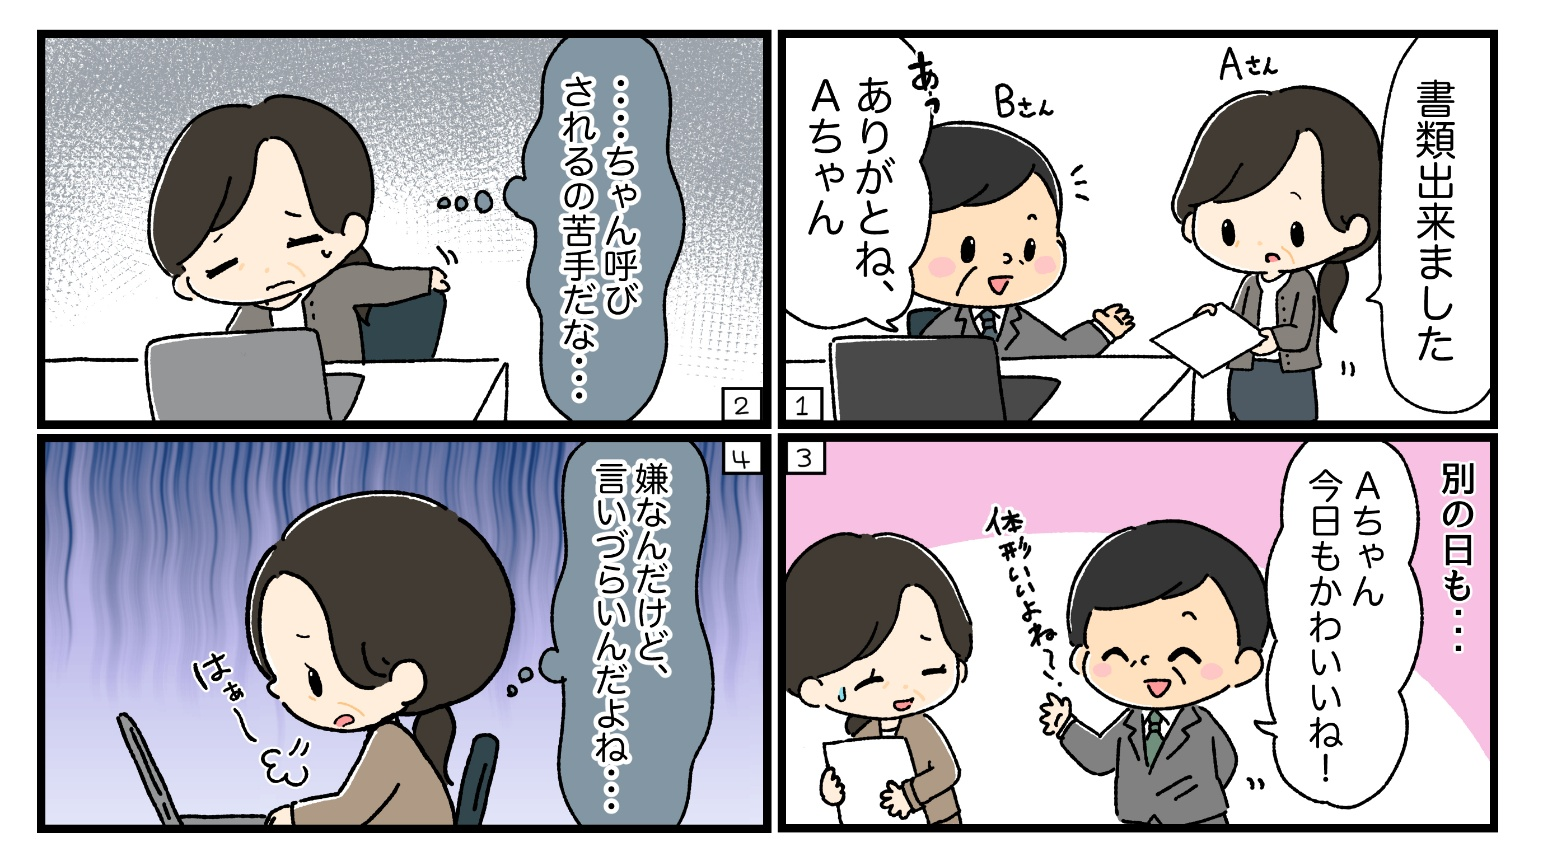 1
書類出来ました
Aさん
Bさん
あっ
ありがとね、
Aちゃん
2
‥‥ちゃん呼び
されるの苦手だな‥‥
3
別の日も‥‥
Aちゃん
今日もかわいいね！
体形いいよね〜
4
嫌なんだけど、
言いづらいんだよね‥‥
はぁー